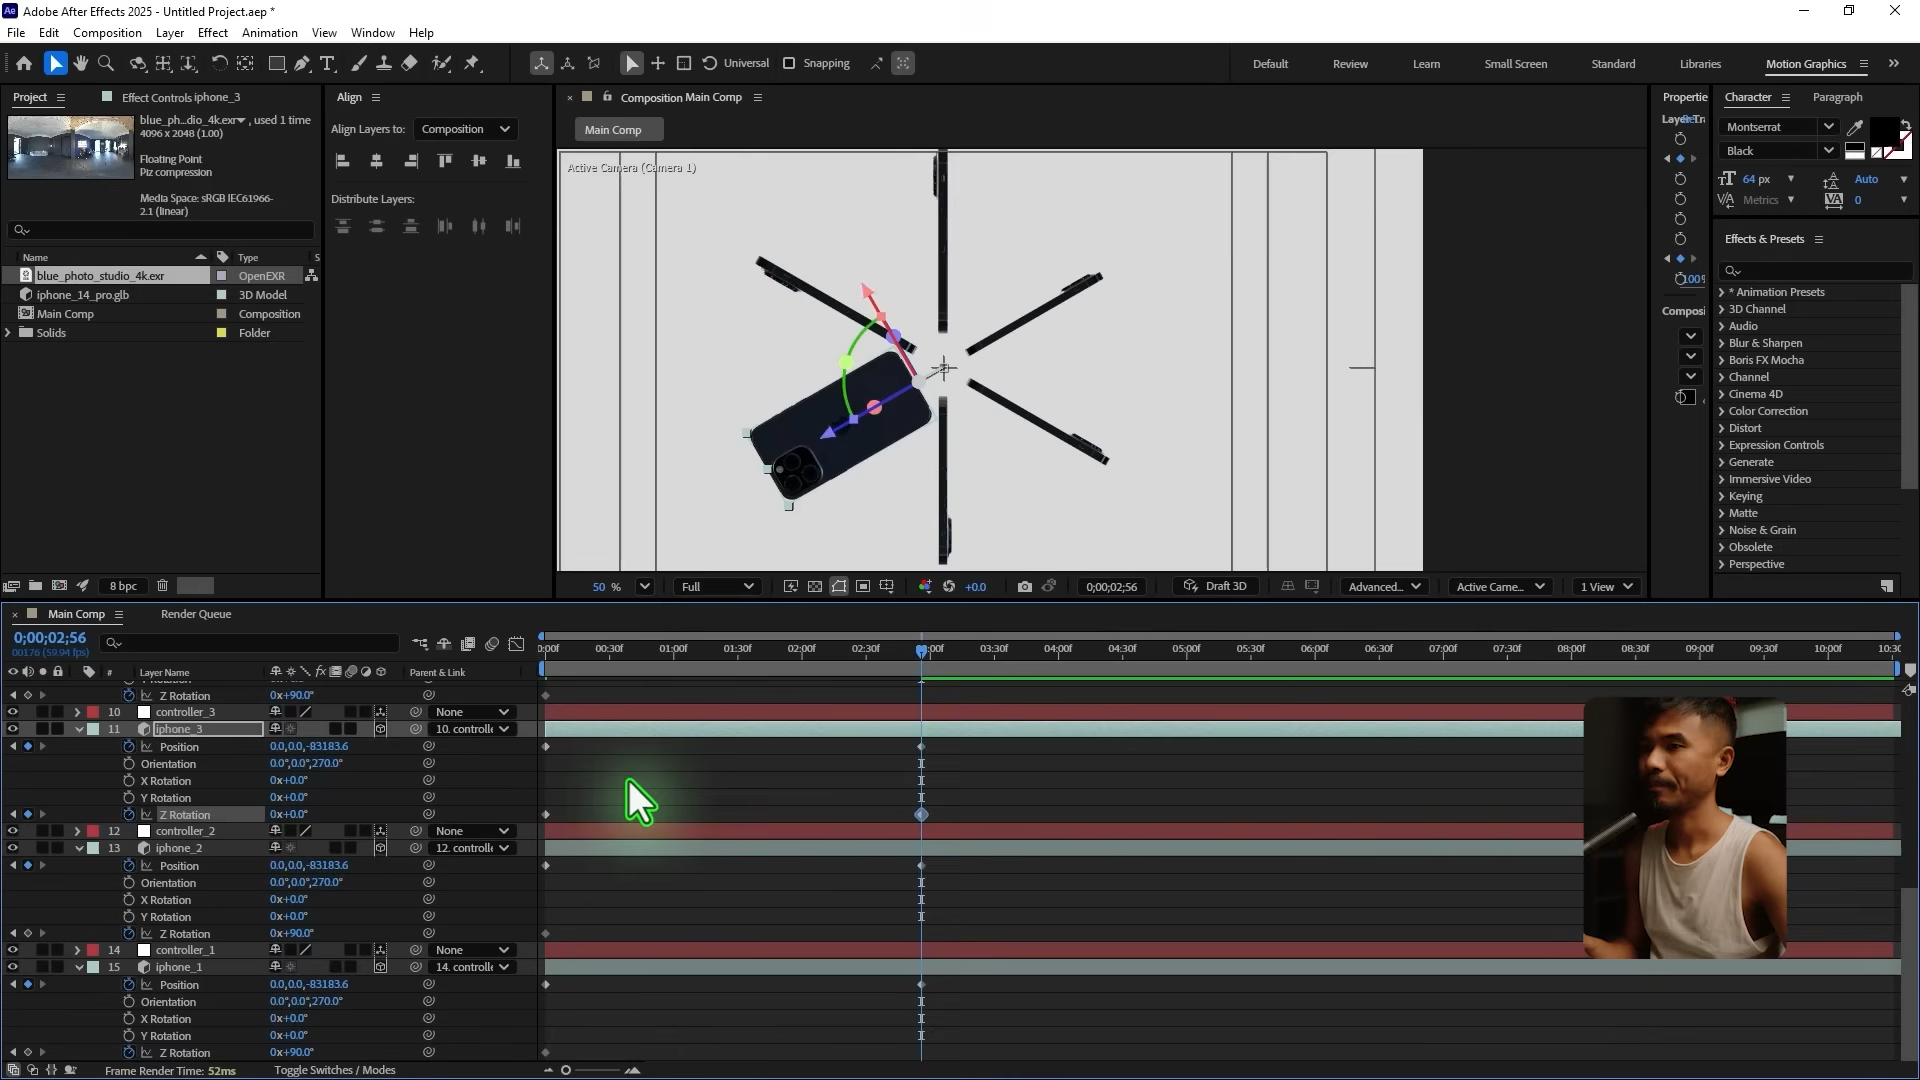 Ae Adobe After Effects 2025 - Untitled Project.aep *
File Edit Composition Layer Effect Animation View Window Help
Universal Snapping Default Review Learn Small Screen Standard Libraries Motion Graphics
Project Effect Controls iphone_3
blue_ph...dio_4k.exr, used 1 time
4096 x 2048 (1.00)
Floating Point
Piz compression
Media Space: sRGB IEC61966-
2.1 (linear)
Name Type S
blue_photo_studio_4k.exr OpenEXR
iphone_14_pro.glb 3D Model
Main Comp Composition
Solids Folder
8 bpc
Align
Align Layers to: Composition
Distribute Layers:
Composition Main Comp
Main Comp
Active Camera (Camera 1)
50 % Full +0.0 0;00;02;56 Draft 3D Advanced... Active Came... 1 View
Propertie
100%
Composi
Character Paragraph
Montserrat
Black
64 px Auto
Metrics 0
Effects & Presets
* Animation Presets
3D Channel
Audio
Blur & Sharpen
Boris FX Mocha
Channel
Cinema 4D
Color Correction
Distort
Expression Controls
Generate
Immersive Video
Keying
Matte
Noise & Grain
Obsolete
Perspective
Main Comp Render Queue
0;00;02;56
00176 (59.94 fps)
0:00f 00:30f 01:00f 01:30f 02:00f 02:30f 03:00f 03:30f 04:00f 04:30f 05:00f 05:30f 06:00f 06:30f 07:00f 07:30f 08:00f 08:30f 09:00f 09:30f 10:00f 10:30
# Layer Name fx Parent & Link
Z Rotation 0x+90.0°
10 controller_3 None
11 iphone_3 10. controlle
Position 0.0,0.0,-83183.6
Orientation 0.0°,0.0°,270.0°
X Rotation 0x+0.0°
Y Rotation 0x+0.0°
Z Rotation 0x+0.0°
12 controller_2 None
13 iphone_2 12. controlle
Position 0.0,0.0,-83183.6
Orientation 0.0°,0.0°,270.0°
X Rotation 0x+0.0°
Y Rotation 0x+0.0°
Z Rotation 0x+90.0°
14 controller_1 None
15 iphone_1 14. controlle
Position 0.0,0.0,-83183.6
Orientation 0.0°,0.0°,270.0°
X Rotation 0x+0.0°
Y Rotation 0x+0.0°
Z Rotation 0x+90.0°
Frame Render Time: 52ms Toggle Switches / Modes